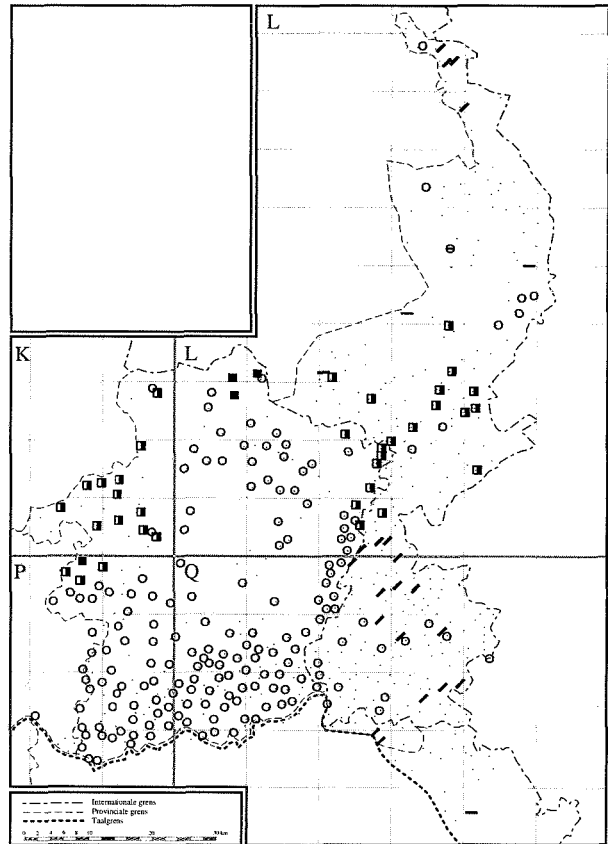 L
K
L
P
Q
Internationale grens
Provinciale grens
Taalgrens
0 2 4 6 8 10 20 30 km